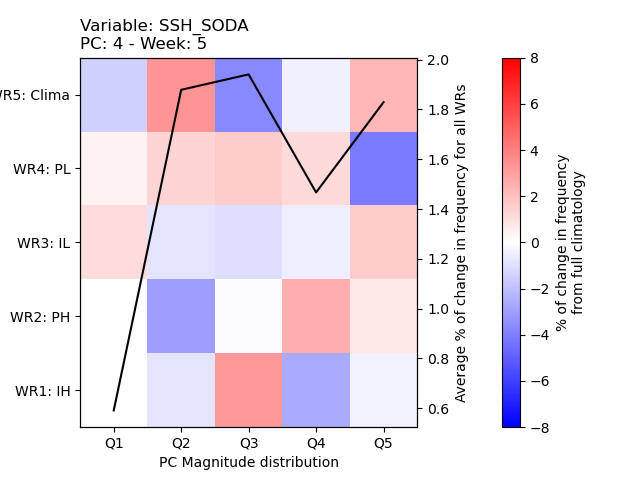 Variable: SSH_SODA
PC: 4 - Week: 5
WR5: Clima
WR4: PL
WR3: IL
WR2: PH
WR1: IH
Q1 Q2 Q3 Q4 Q5
PC Magnitude distribution
2.0
1.8
1.6
1.4
1.2
1.0
0.8
0.6
Average % of change in frequency for all WRs
8
6
4
2
0
−2
−4
−6
−8
% of change in frequency
from full climatology